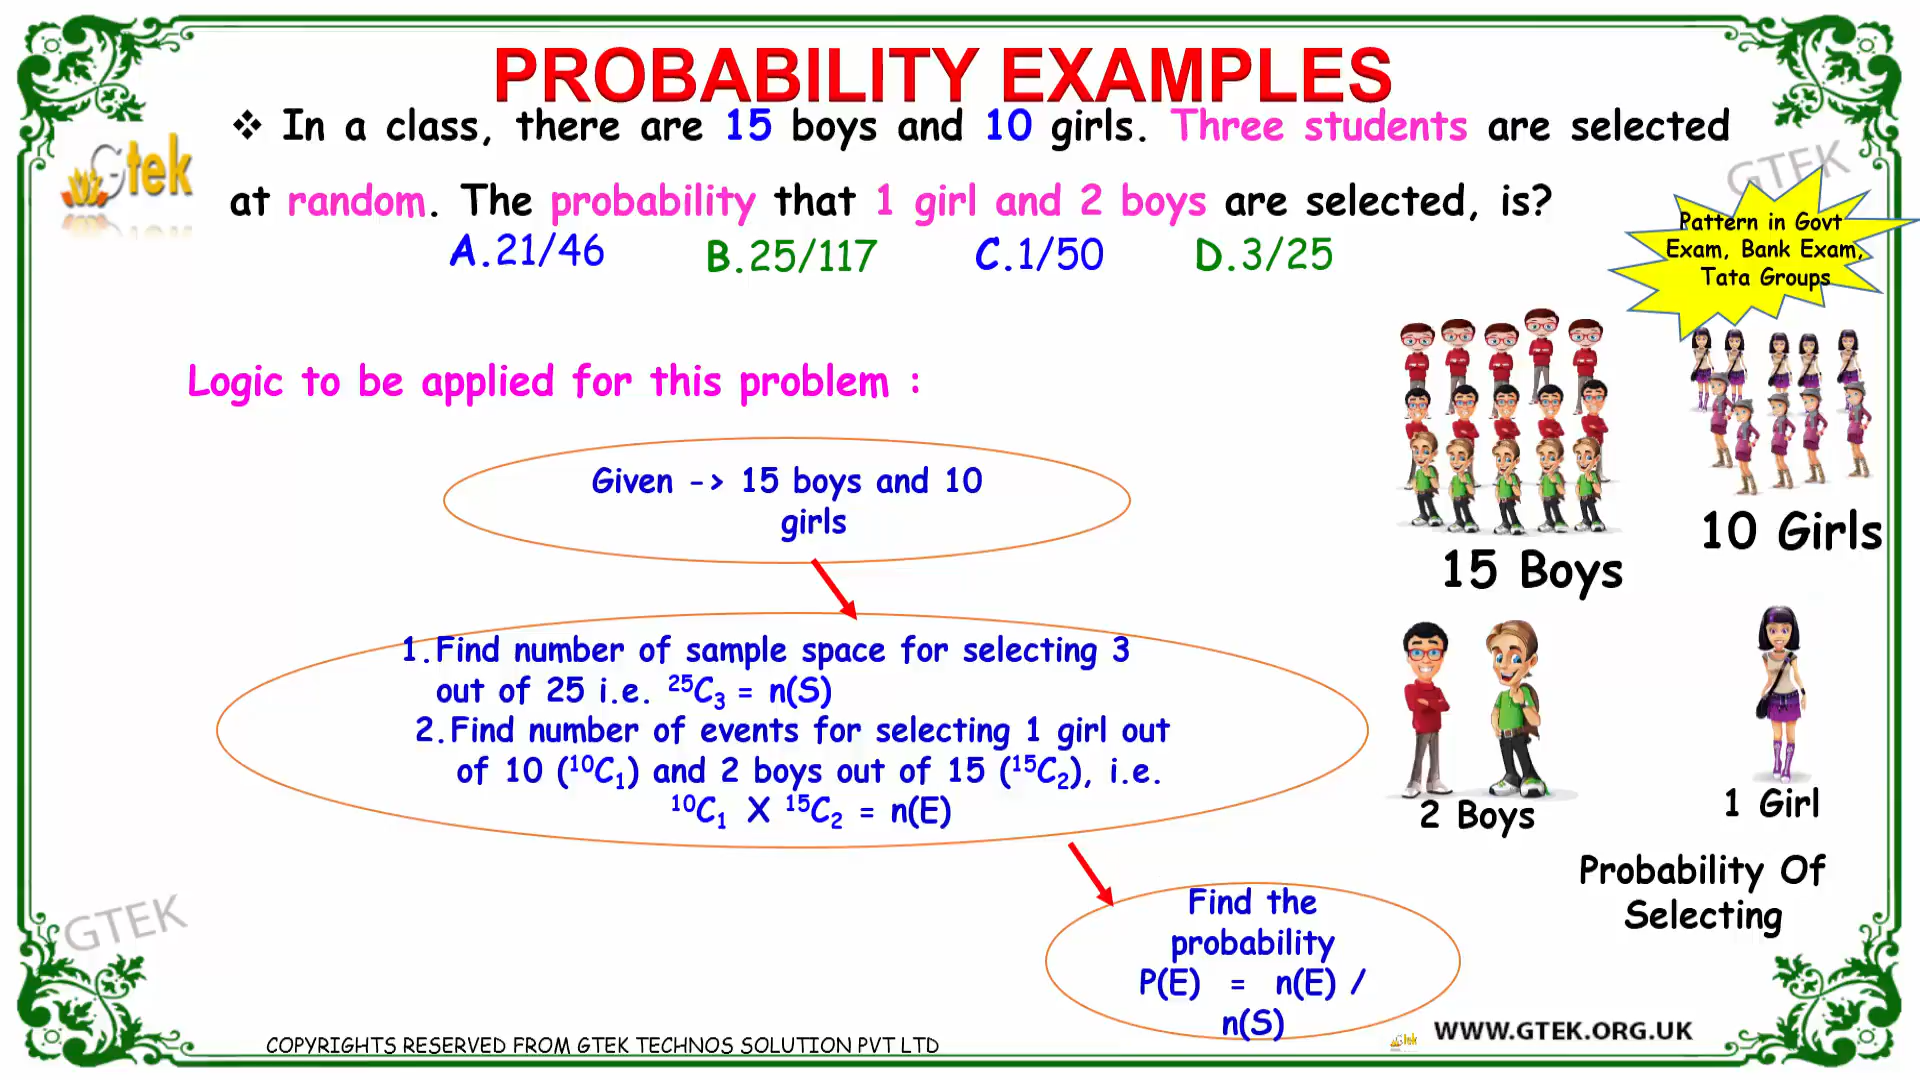 PROBABILITY EXAMPLES
❖ In a class, there are 15 boys and 10 girls. Three students are selected
at random. The probability that 1 girl and 2 boys are selected, is?
A.21/46 B.25/117 C.1/50 D.3/25
Gtek
GTEK
Pattern in Govt
Exam, Bank Exam,
Tata Groups
Logic to be applied for this problem :
Given -> 15 boys and 10
girls
15 Boys
10 Girls
1.Find number of sample space for selecting 3
out of 25 i.e. ²⁵C₃ = n(S)
2.Find number of events for selecting 1 girl out
of 10 (¹⁰C₁) and 2 boys out of 15 (¹⁵C₂), i.e.
¹⁰C₁ X ¹⁵C₂ = n(E)
2 Boys
1 Girl
Probability Of
Selecting
Find the
probability
P(E) = n(E) /
n(S)
GTEK
COPYRIGHTS RESERVED FROM GTEK TECHNOS SOLUTION PVT LTD
Gtek
WWW.GTEK.ORG.UK